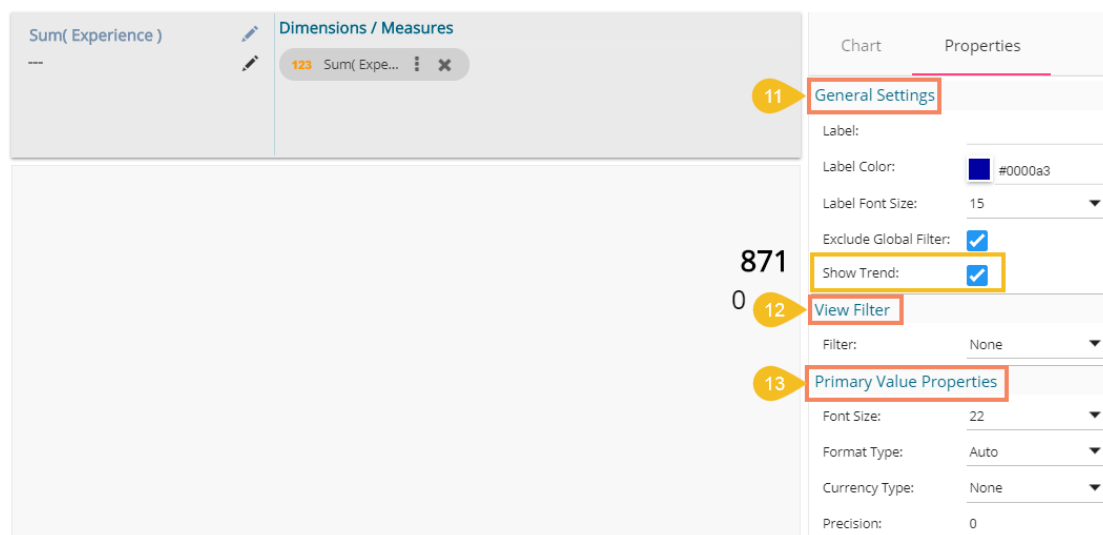 Sum( Experience )
---
Dimensions / Measures
123 Sum( Expe...
871
0
Chart Properties
11 General Settings
Label:
Label Color: #0000a3
Label Font Size: 15
Exclude Global Filter:
Show Trend:
12 View Filter
Filter: None
13 Primary Value Properties
Font Size: 22
Format Type: Auto
Currency Type: None
Precision: 0